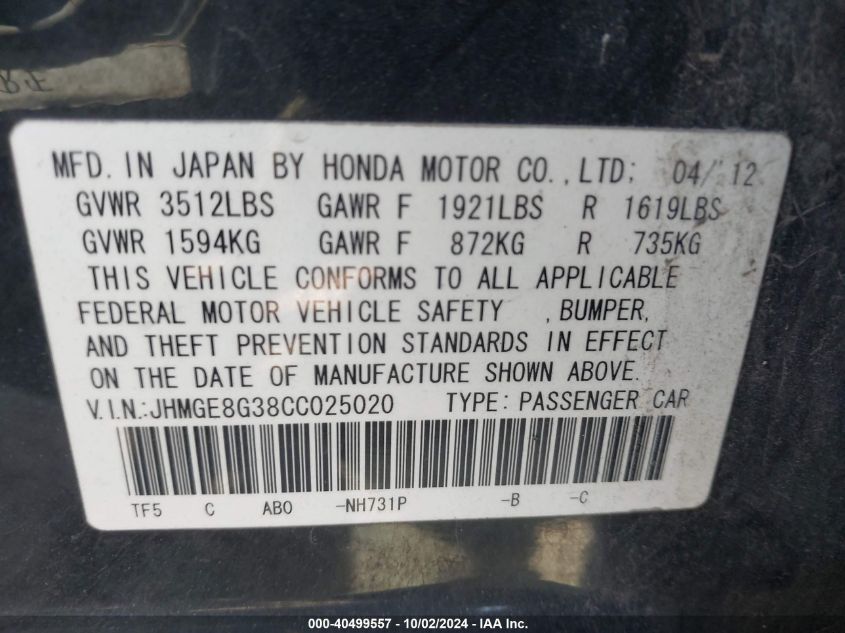 MFD. IN JAPAN BY HONDA MOTOR CO., LTD; 04/12
GVWR 3512LBS GAWR F 1921LBS R 1619LBS
GVWR 1594KG GAWR F 872KG R 735KG
THIS VEHICLE CONFORMS TO ALL APPLICABLE
FEDERAL MOTOR VEHICLE SAFETY , BUMPER,
AND THEFT PREVENTION STANDARDS IN EFFECT
ON THE DATE OF MANUFACTURE SHOWN ABOVE.
V.I.N.:JHMGE8G38CC025020 TYPE: PASSENGER CAR
TF5 C AB0 -NH731P -B -C
000-40499557 - 10/02/2024 - IAA Inc.